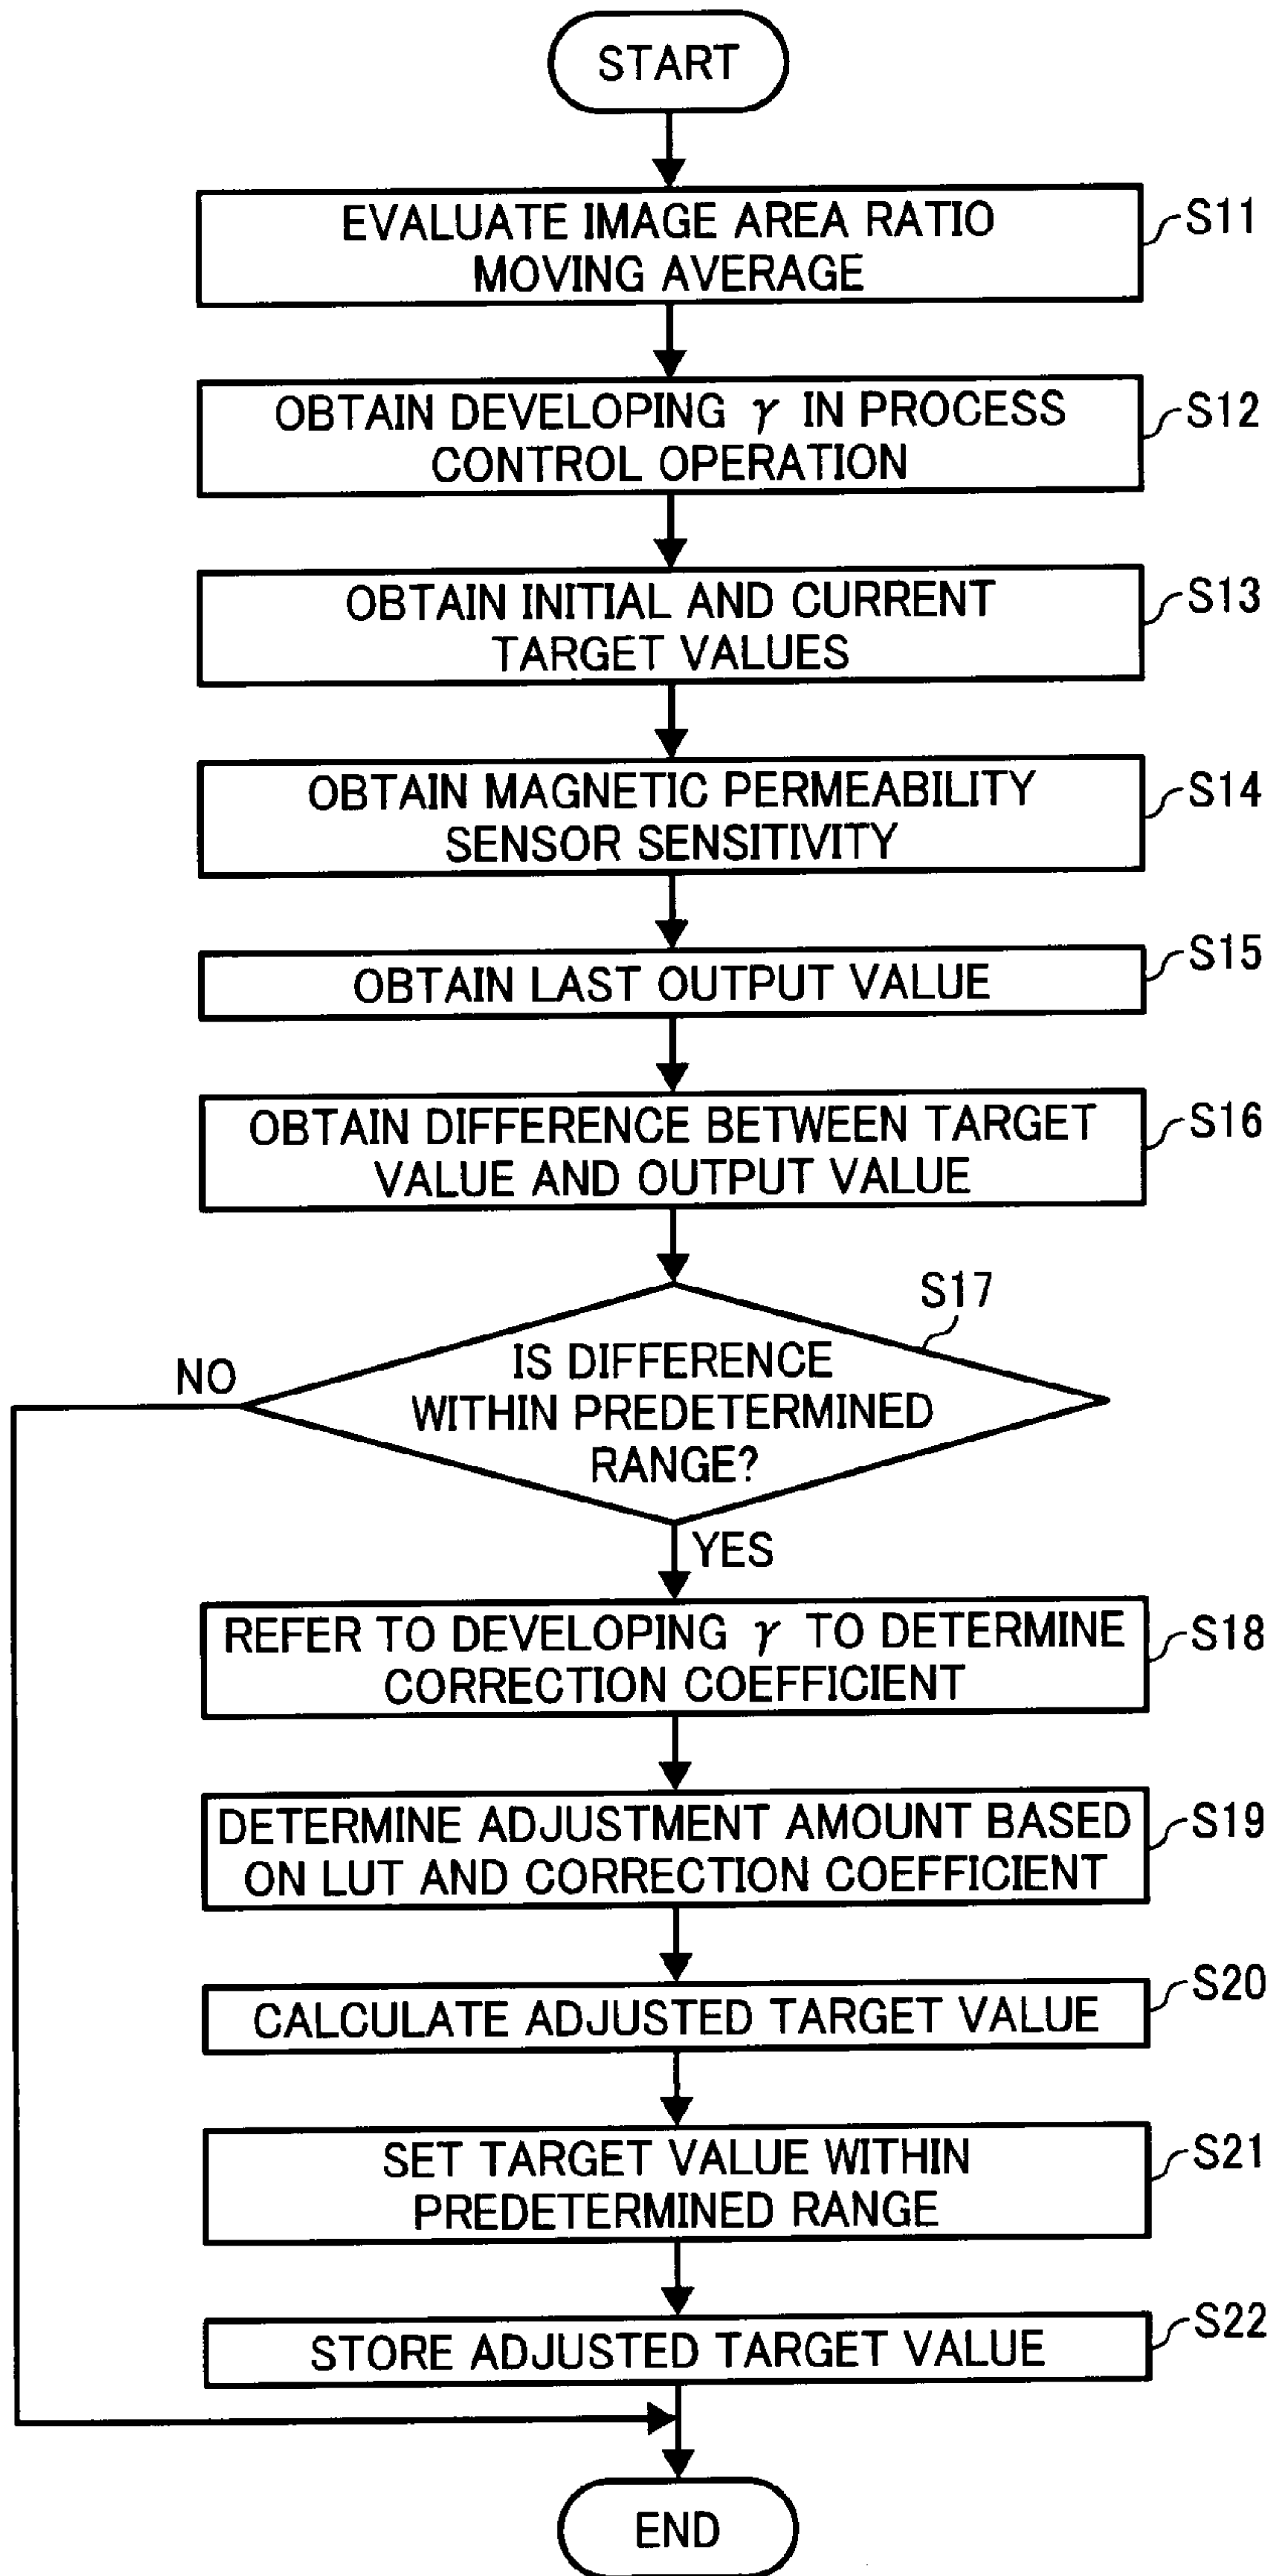 START
EVALUATE IMAGE AREA RATIO
MOVING AVERAGE
S11
OBTAIN DEVELOPING γ IN PROCESS
CONTROL OPERATION
S12
OBTAIN INITIAL AND CURRENT
TARGET VALUES
S13
OBTAIN MAGNETIC PERMEABILITY
SENSOR SENSITIVITY
S14
OBTAIN LAST OUTPUT VALUE
S15
OBTAIN DIFFERENCE BETWEEN TARGET
VALUE AND OUTPUT VALUE
S16
S17
IS DIFFERENCE
WITHIN PREDETERMINED
RANGE?
NO
YES
REFER TO DEVELOPING γ TO DETERMINE
CORRECTION COEFFICIENT
S18
DETERMINE ADJUSTMENT AMOUNT BASED
ON LUT AND CORRECTION COEFFICIENT
S19
CALCULATE ADJUSTED TARGET VALUE
S20
SET TARGET VALUE WITHIN
PREDETERMINED RANGE
S21
STORE ADJUSTED TARGET VALUE
S22
END